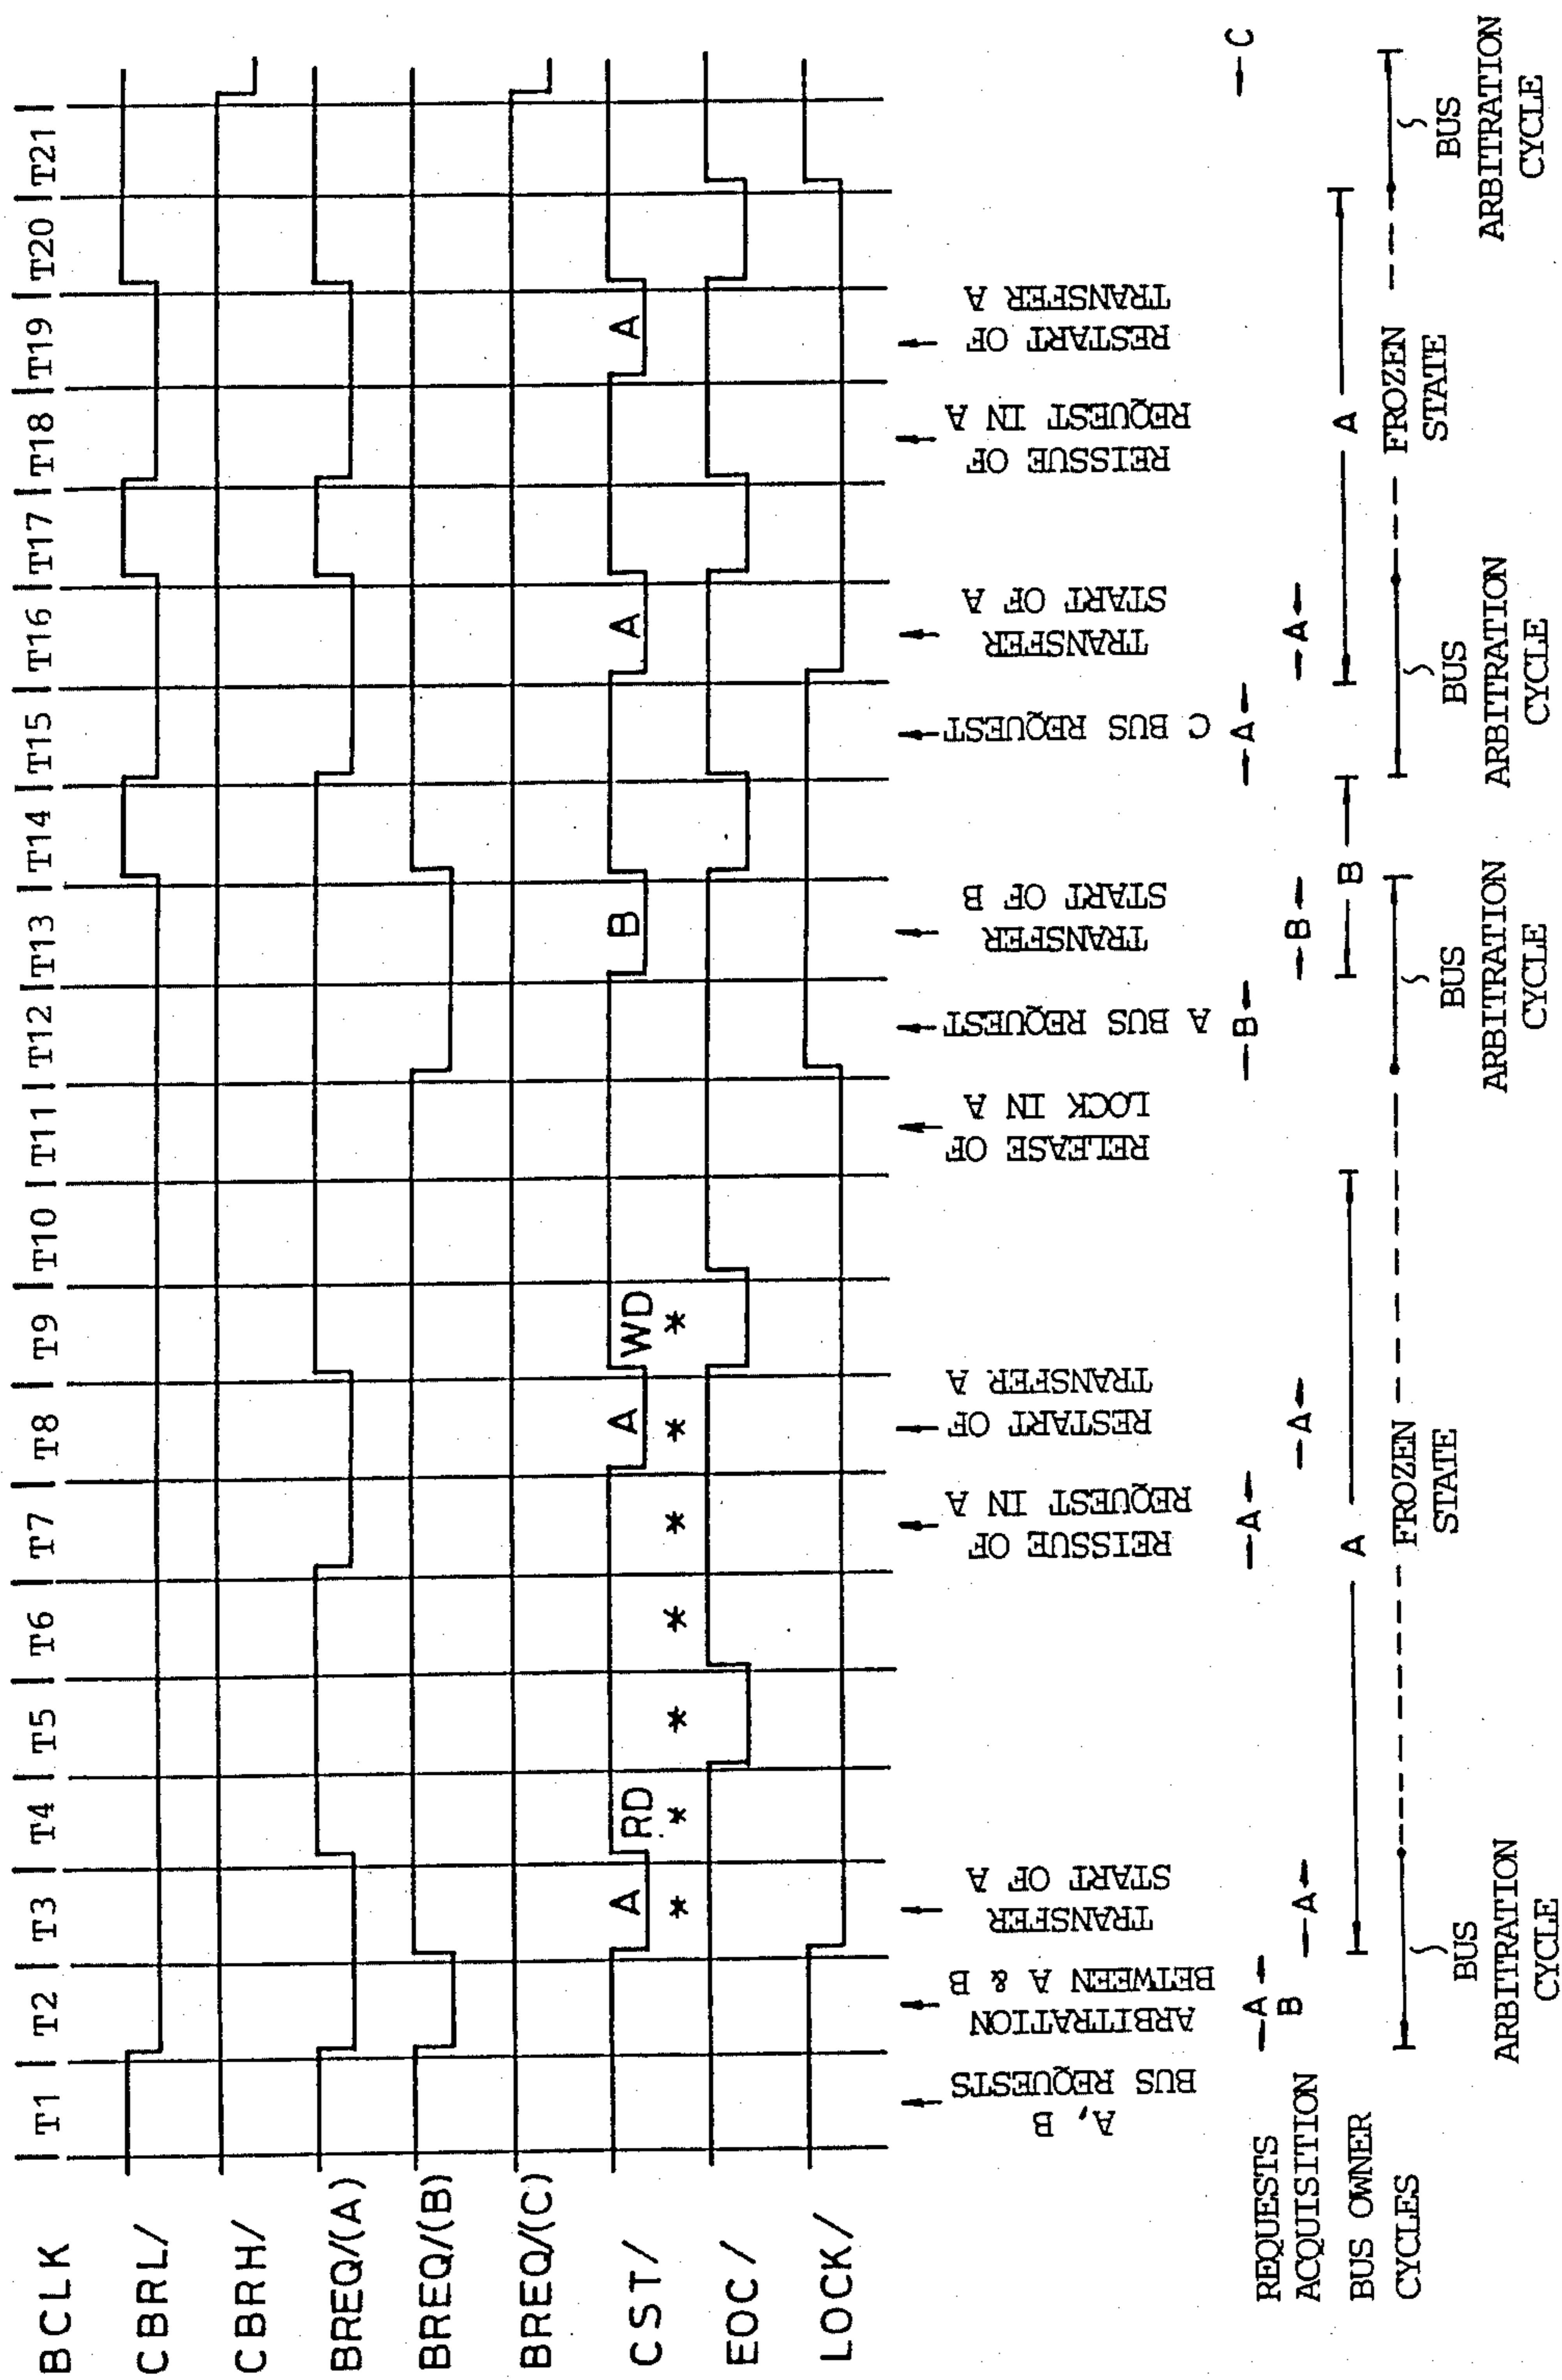 BCLK | T1 | T2 | T3 | T4 | T5 | T6 | T7 | T8 | T9 | T10 | T11 | T12 | T13 | T14 | T15 | T16 | T17 | T18 | T19 | T20 | T21 |
CBRL/
CBRH/
BREQ/(A)
BREQ/(B)
BREQ/(C)
CST/ A RD WD A B A A
* * * * * * *
EOC/
LOCK/
A, B
BUS REQUESTS
ARBITRATION
BETWEEN A & B
TRANSFER
START OF A
REISSUE OF
REQUEST IN A
RESTART OF
TRANSFER A
RELEASE OF
LOCK IN A
A BUS REQUEST
TRANSFER
START OF B
C BUS REQUEST
TRANSFER
START OF A
REISSUE OF
REQUEST IN A
RESTART OF
TRANSFER A
REQUESTS A B A B A C
ACQUISITION A A B A
BUS OWNER A B A
CYCLES
BUS
ARBITRATION
CYCLE
FROZEN
STATE
BUS
ARBITRATION
CYCLE
BUS
ARBITRATION
CYCLE
FROZEN
STATE
BUS
ARBITRATION
CYCLE